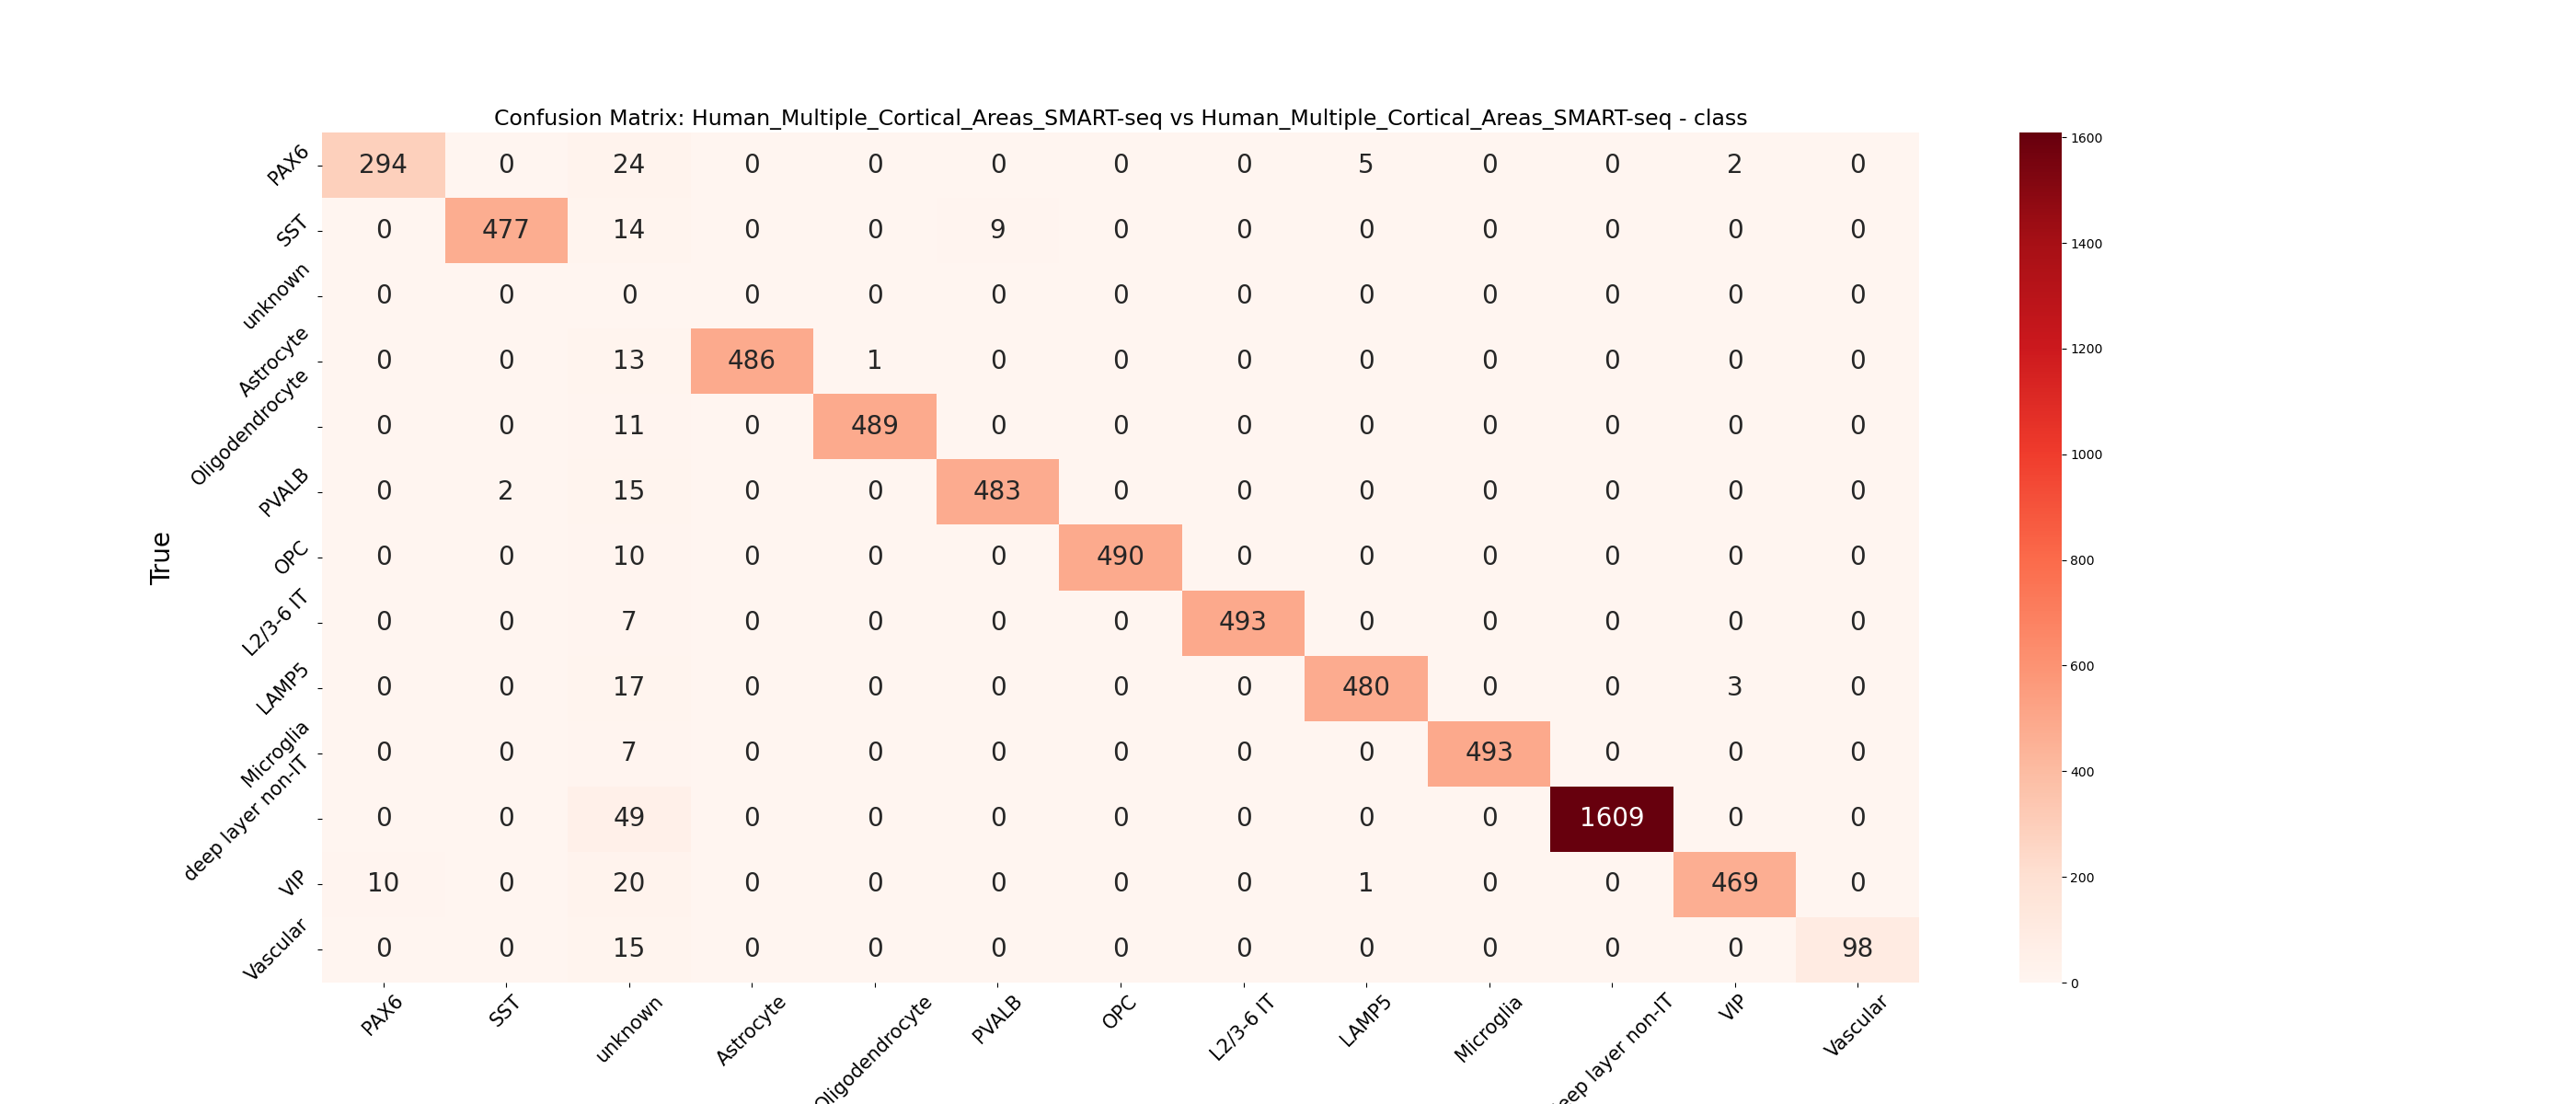 Confusion Matrix: Human_Multiple_Cortical_Areas_SMART-seq vs Human_Multiple_Cortical_Areas_SMART-seq - class
PAX6 294 0 24 0 0 0 0 0 5 0 0 2 0
SST 0 477 14 0 0 9 0 0 0 0 0 0 0
unknown 0 0 0 0 0 0 0 0 0 0 0 0 0
Astrocyte 0 0 13 486 1 0 0 0 0 0 0 0 0
Oligodendrocyte 0 0 11 0 489 0 0 0 0 0 0 0 0
PVALB 0 2 15 0 0 483 0 0 0 0 0 0 0
OPC 0 0 10 0 0 0 490 0 0 0 0 0 0
L2/3-6 IT 0 0 7 0 0 0 0 493 0 0 0 0 0
LAMP5 0 0 17 0 0 0 0 0 480 0 0 3 0
Microglia 0 0 7 0 0 0 0 0 0 493 0 0 0
deep layer non-IT 0 0 49 0 0 0 0 0 0 0 1609 0 0
VIP 10 0 20 0 0 0 0 0 1 0 0 469 0
Vascular 0 0 15 0 0 0 0 0 0 0 0 0 98
True
PAX6 SST unknown Astrocyte Oligodendrocyte PVALB OPC L2/3-6 IT LAMP5 Microglia eep layer non-IT VIP Vascular
1600
1400
1200
1000
800
600
400
200
0